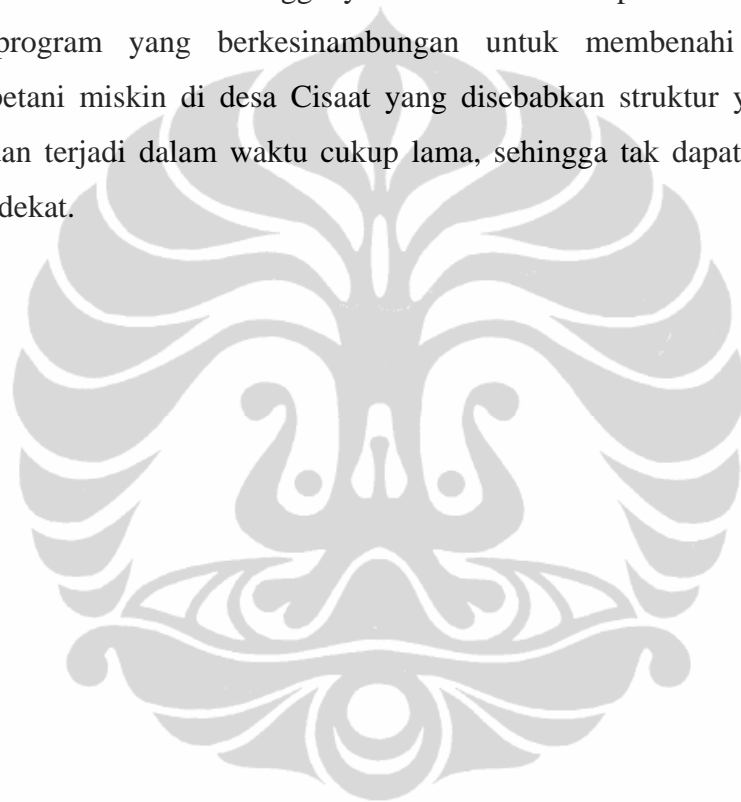 program yang berkesinambungan untuk membenahi
petani miskin di desa Cisaat yang disebabkan struktur
dan terjadi dalam waktu cukup lama, sehingga tak dapat
dekat.